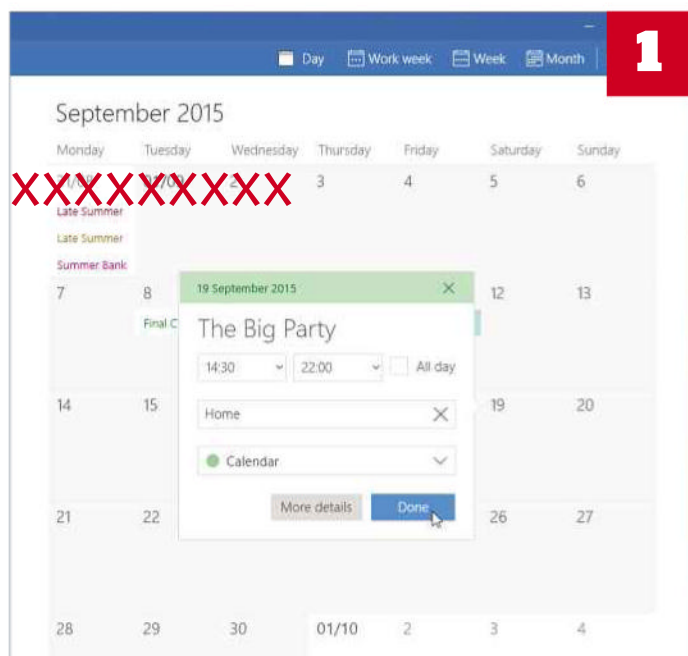 1
Day Work week Week Month
September 2015
Monday Tuesday Wednesday Thursday Friday Saturday Sunday
XXXXXXXXX
3 4 5 6
Late Summer
Late Summer
Summer Bank
7 8 12 13
Final C
19 September 2015
The Big Party
14:30 22:00 All day
Home
Calendar
More details Done
14 15 19 20
21 22 26 27
28 29 30 01/10 2 3 4